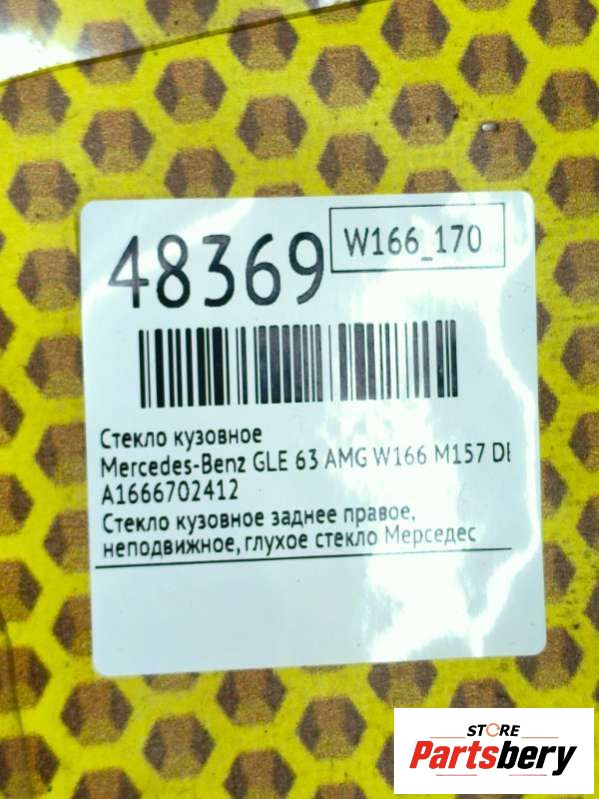 48369
W166_170
Стекло кузовное
Mercedes-Benz GLE 63 AMG W166 M157 DI
A1666702412
Стекло кузовное заднее правое,
неподвижное, глухое стекло Мерседес
STORE
Partsbery